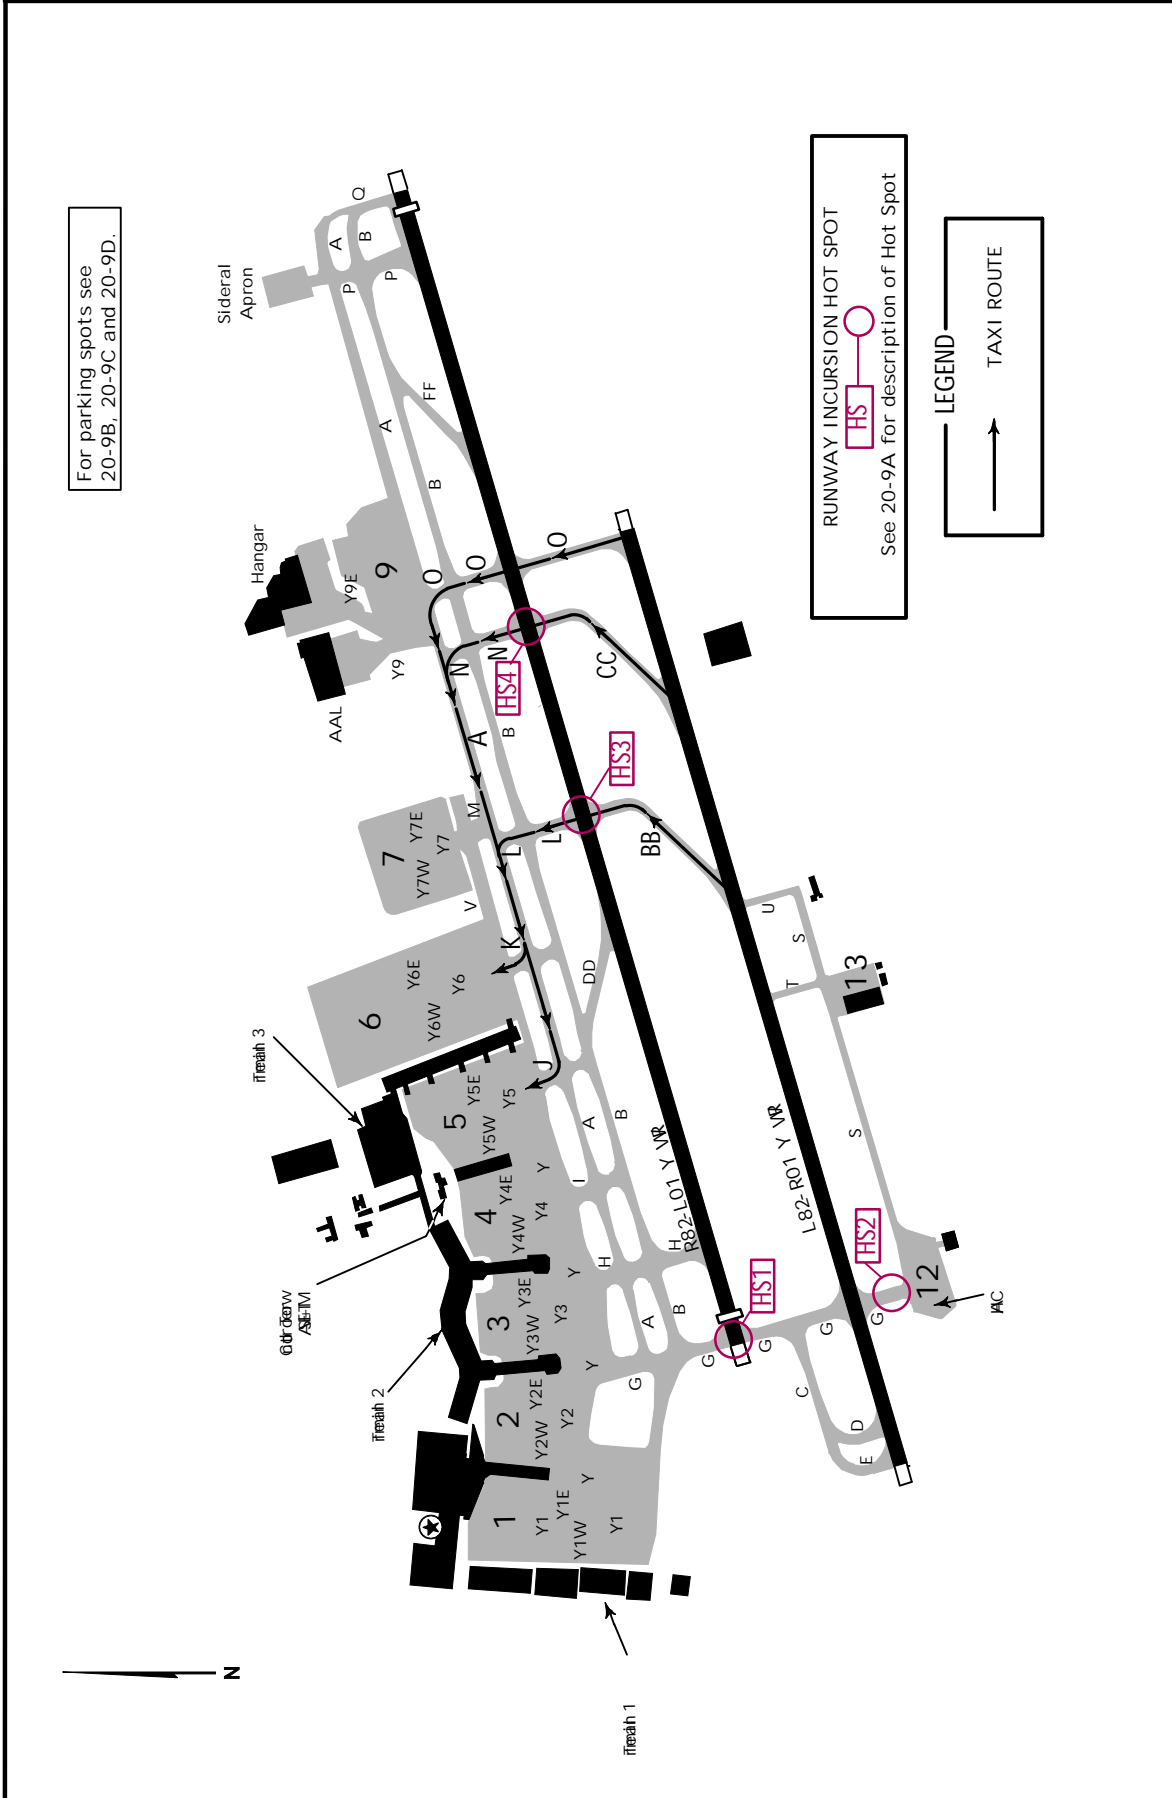 For parking spots see
20-9B, 20-9C and 20-9D.
Sideral
Apron
Hangar
AAL
Q
A
B
P
P
FF
A
B
9
Y9E
Y9
O
O
O
N
N
HS4
CC
A
B
M
7
Y7E
Y7W
Y7
V
L
L
HS3
BB
K
6
Y6E
Y6W
Y6
DD
J
5
Y5E
Y5W
Y5
A
B
Y
I
4
Y4E
Y4W
Y4
H
H
Y
3
Y3E
Y3W
Y3
A
B
Y
G
G
HS1
G
2
Y2E
Y2W
Y2
Y
1
Y1
Y1E
Y1W
Y1
U
S
T
13
S
HS2
12
G
G
C
D
E
N
RUNWAY INCURSION HOT SPOT
HS
See 20-9A for description of Hot Spot
LEGEND
TAXI ROUTE